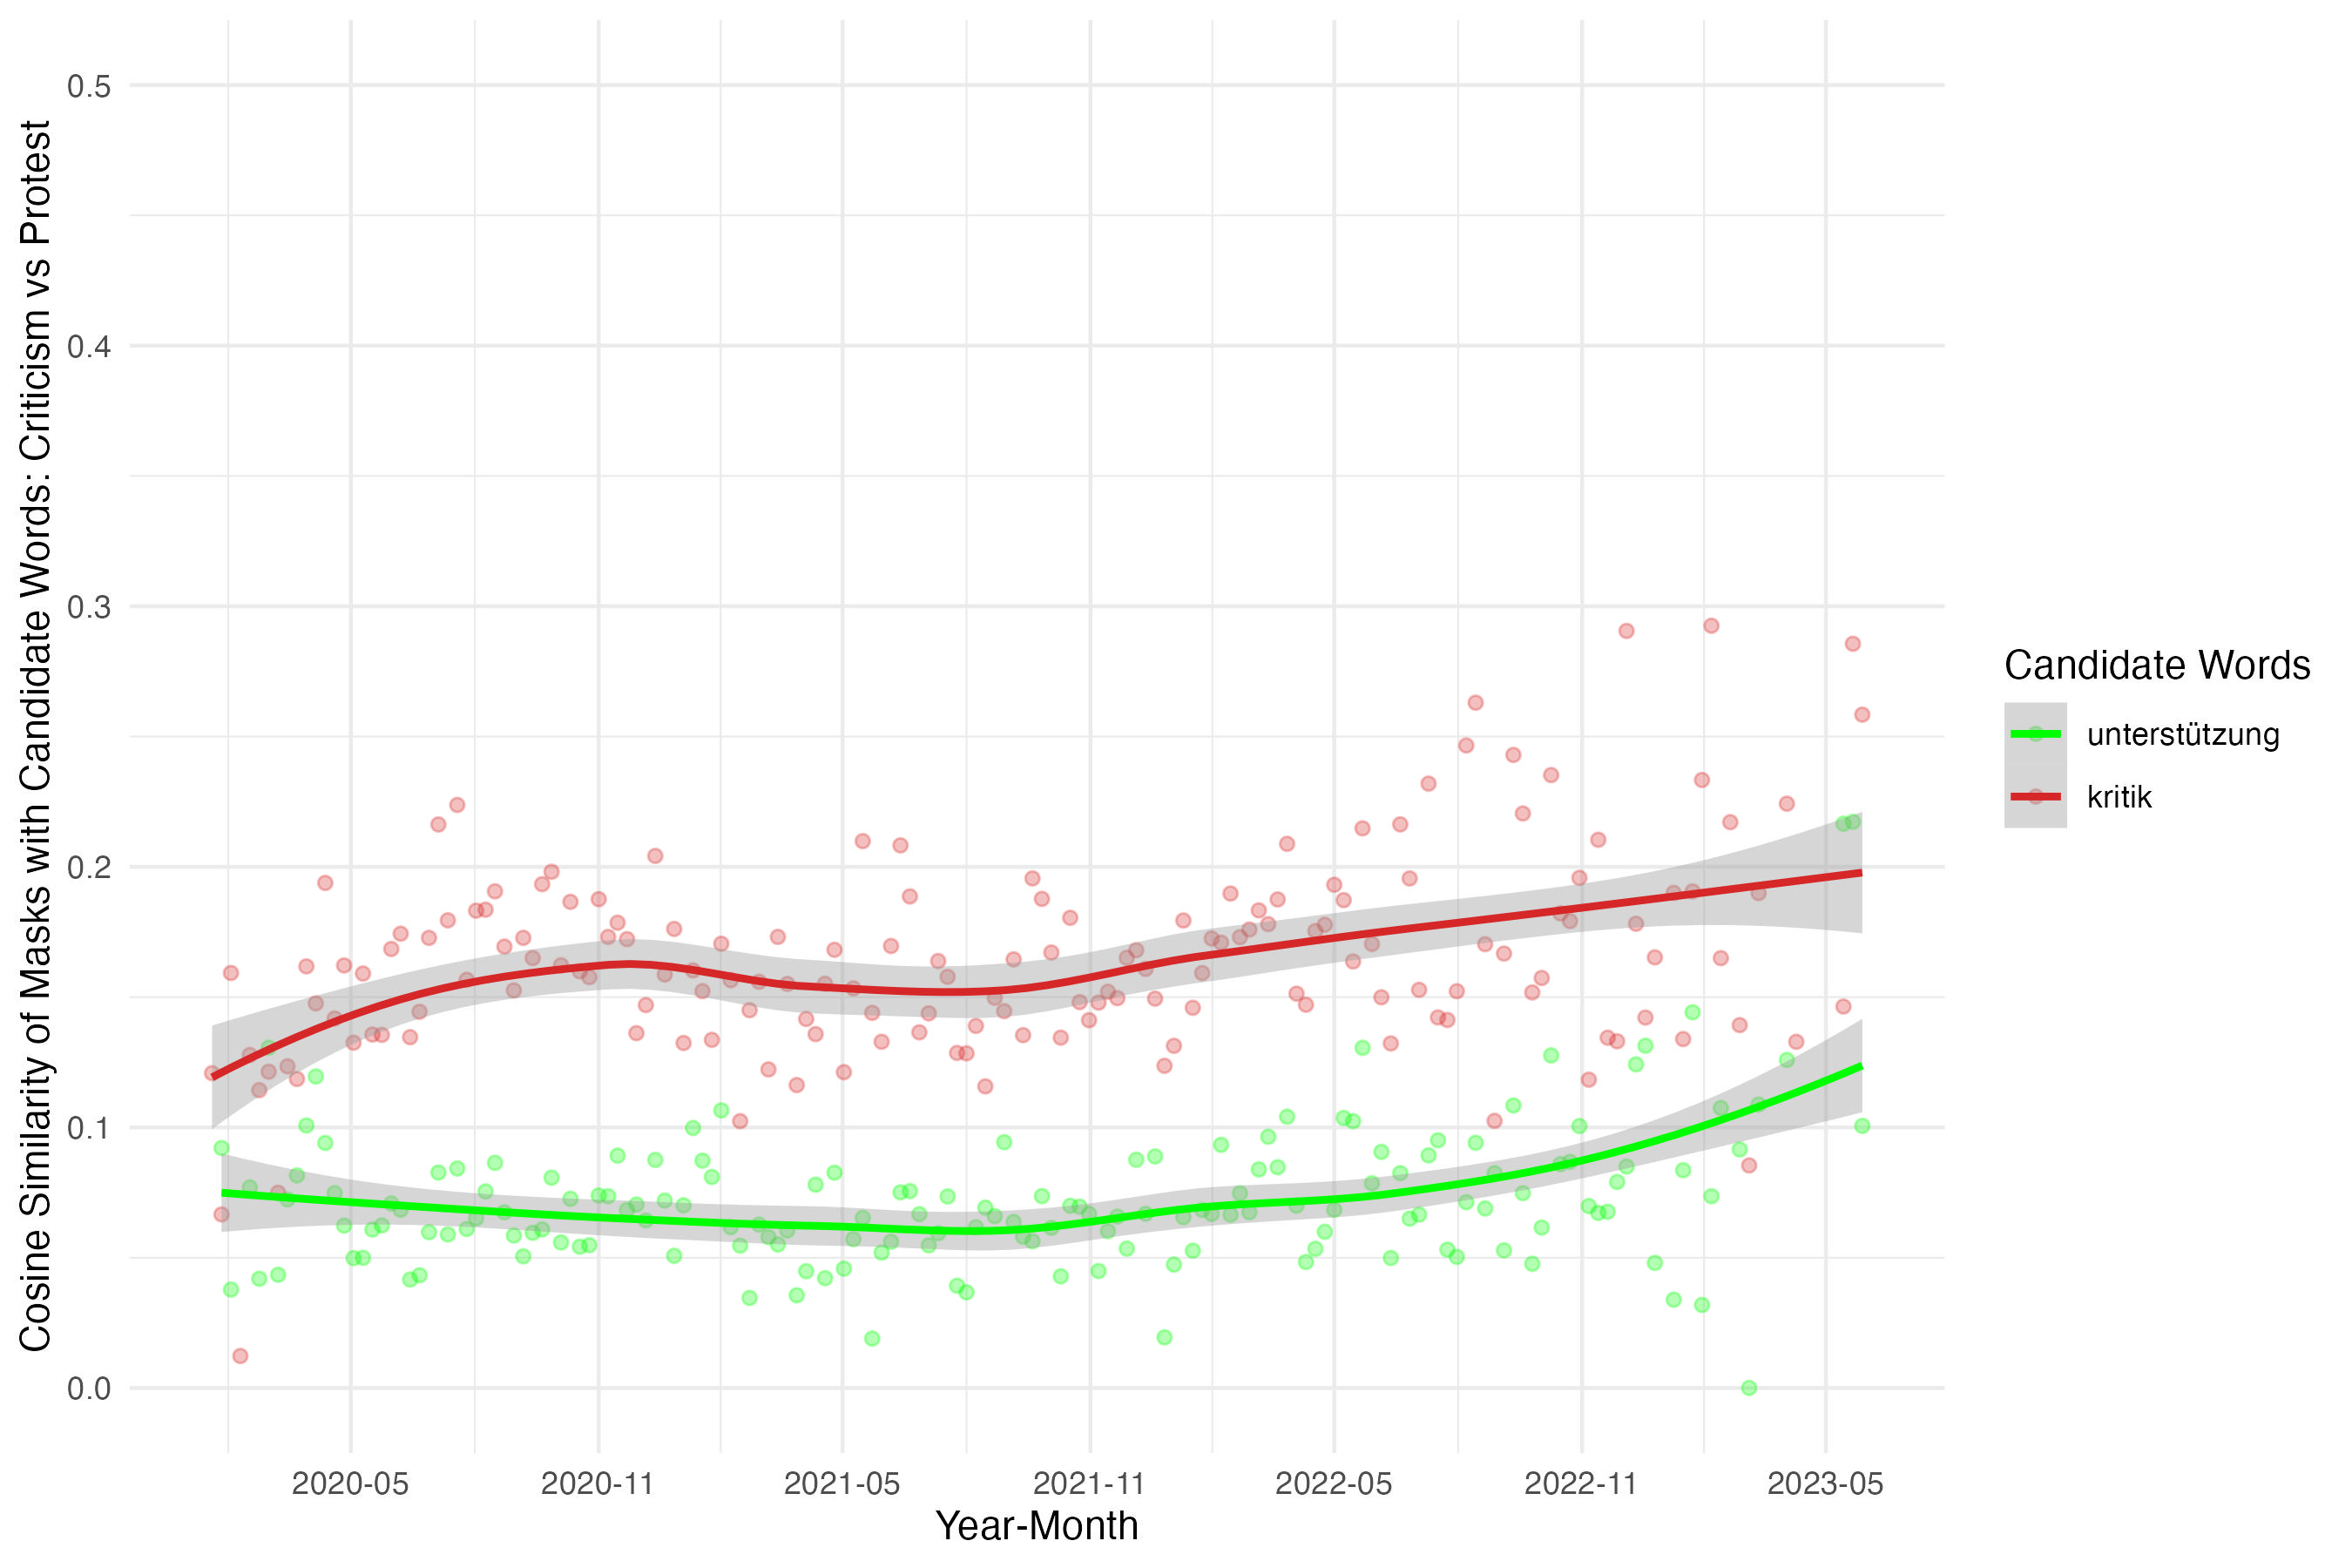 Cosine Similarity of Masks with Candidate Words: Criticism vs Protest
0.5
0.4
0.3
0.2
0.1
0.0
2020-05
2020-11
2021-05
2021-11
2022-05
2022-11
2023-05
Year-Month
Candidate Words
unterstützung
kritik